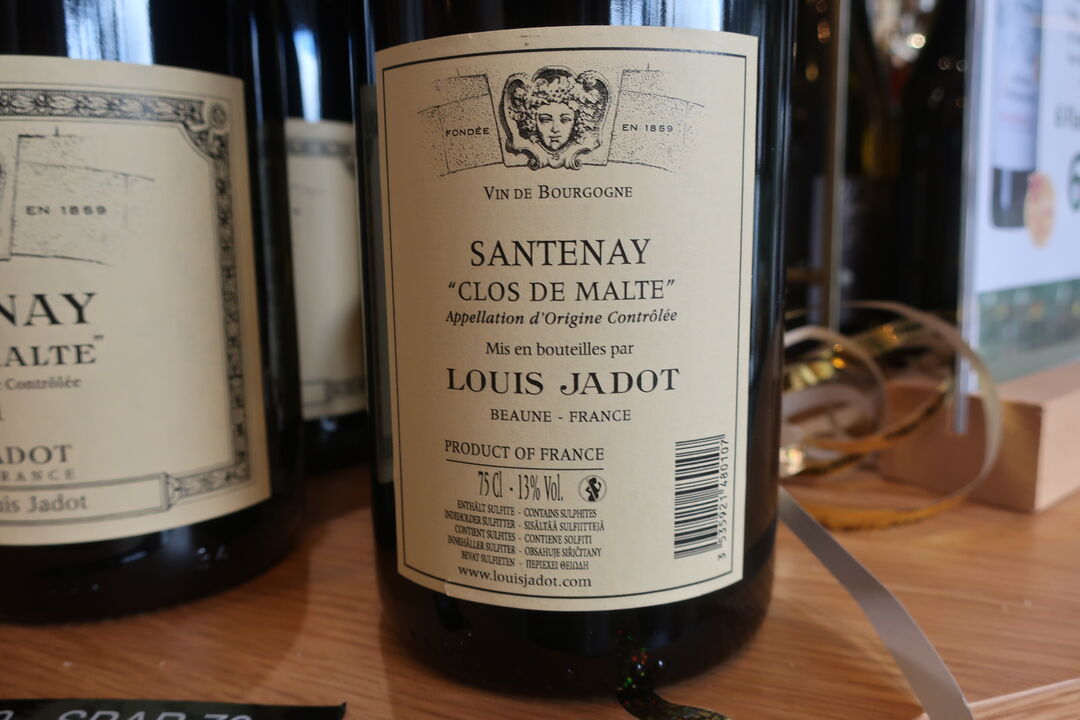 EN 1859
NAY
ALTE"
Contrôlée
ADOT
RANCE
uis Jadot
FONDÉE EN 1859
VIN DE BOURGOGNE
SANTENAY
"CLOS DE MALTE"
Appellation d'Origine Contrôlée
Mis en bouteilles par
LOUIS JADOT
BEAUNE - FRANCE
PRODUCT OF FRANCE
75 Cl - 13% Vol.
ENTHÄLT SULFITE - CONTAINS SULPHITES
INDEHOLDER SULFITTER - SISÄLTÄÄ SULFIITTEJÄ
CONTIENT SULFITES - CONTIENE SOLFITI
INNEHÅLLER SULFITER - OBSAHUJE SIŘIČITANY
BEVAT SULFIETEN - ΠΕΡΙΕΧΕΙ ΘΕΙΩΔΗ
www.louisjadot.com
3 535921 480107